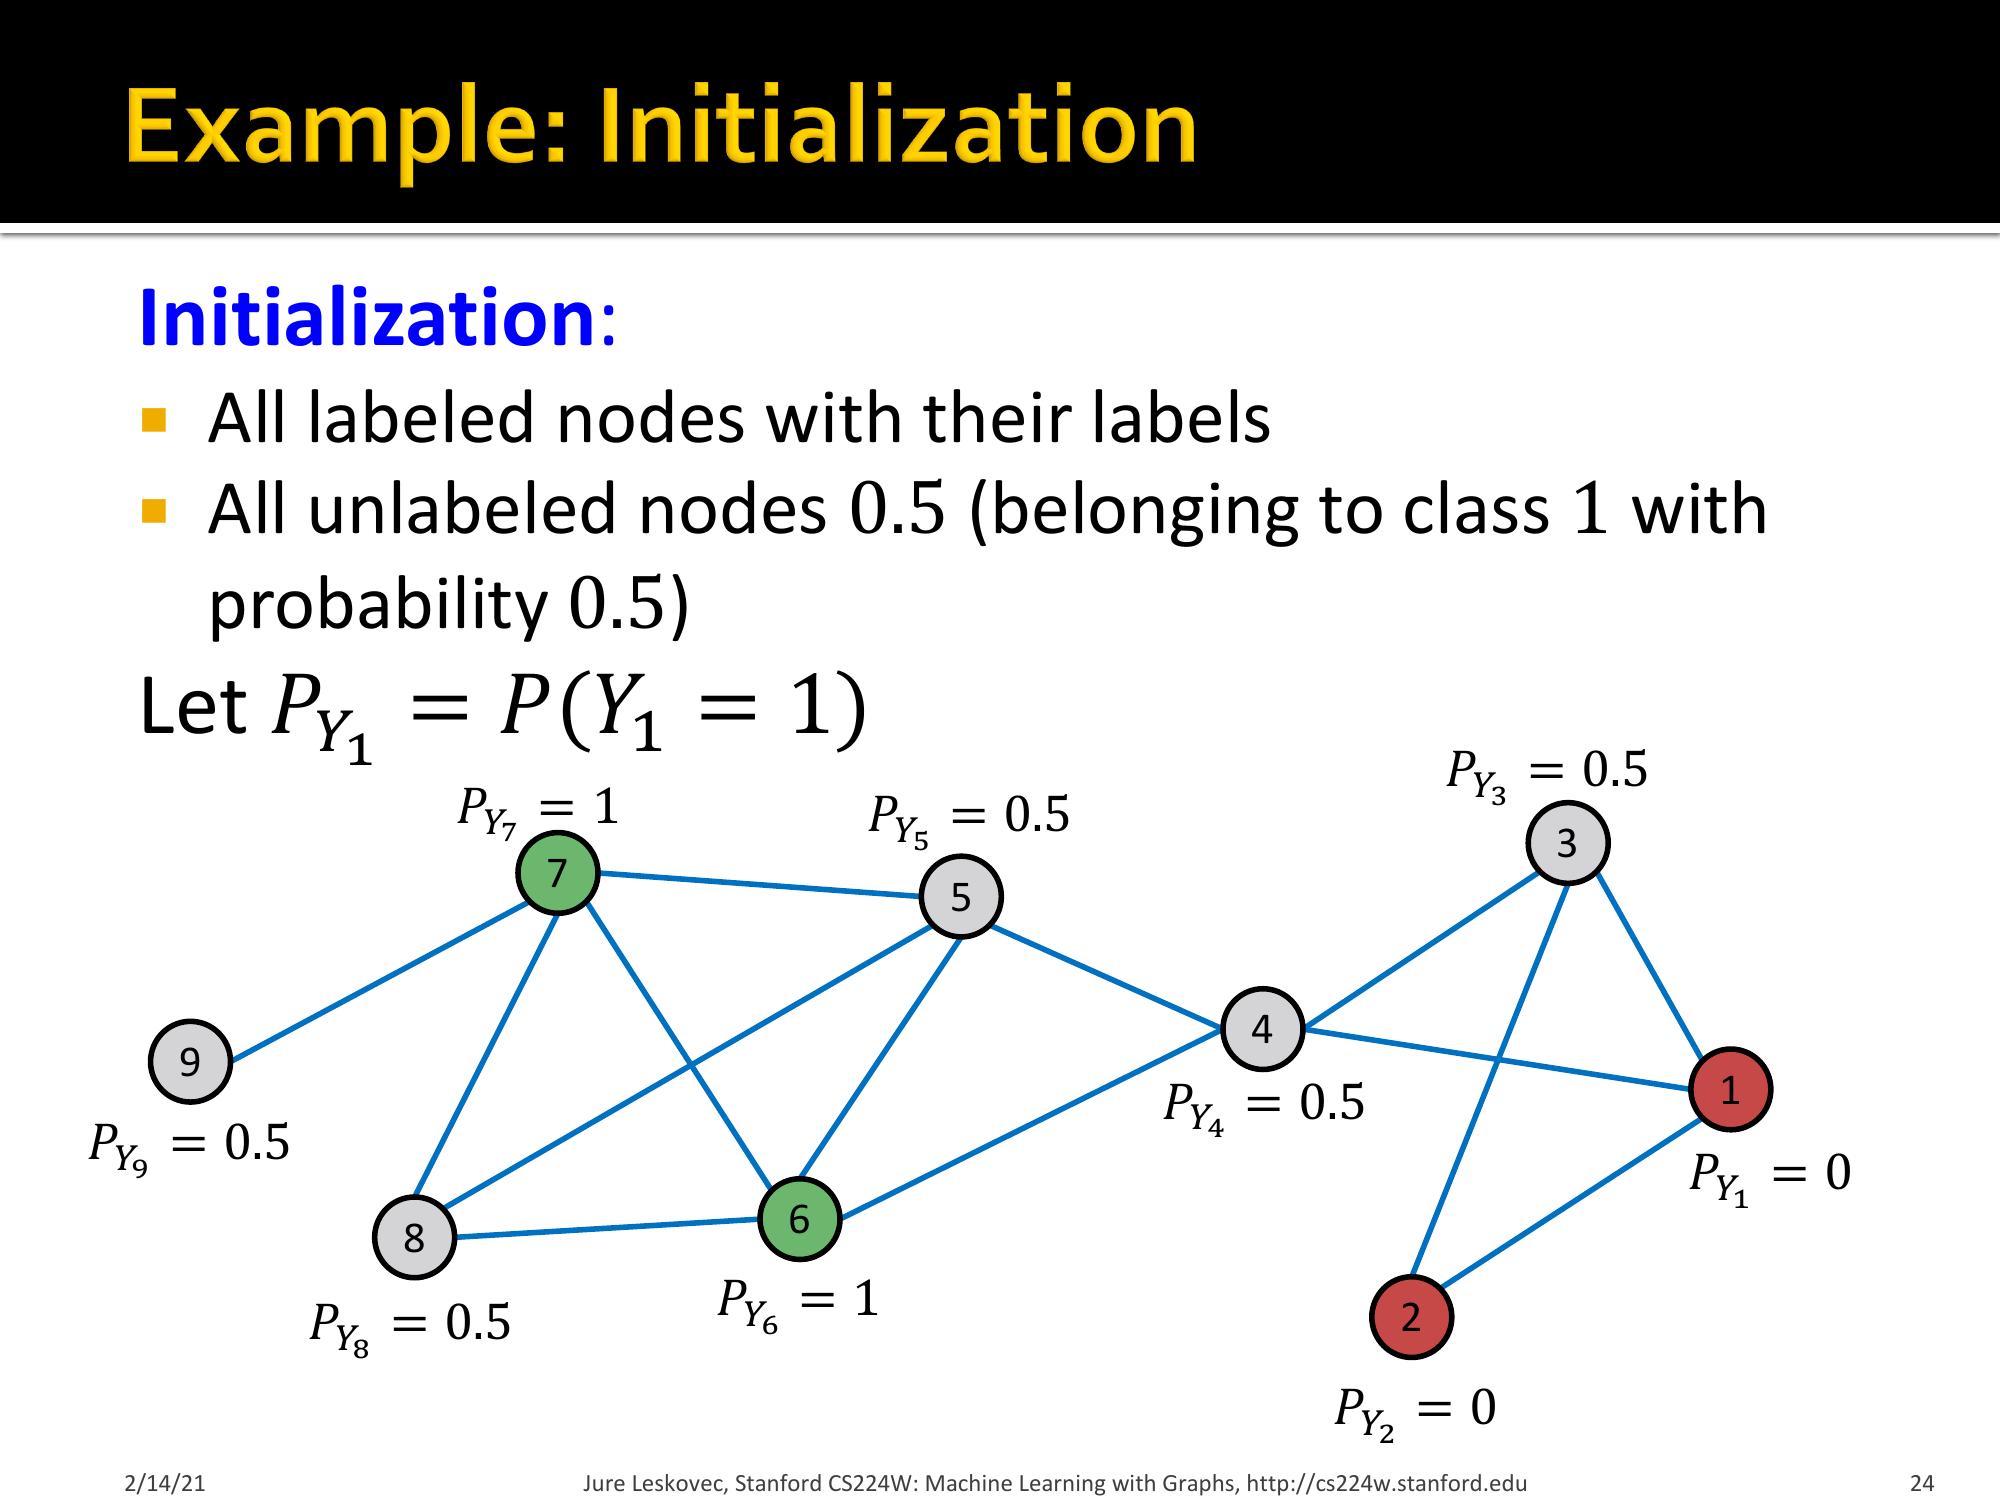 Example: Initialization
Initialization:
■ All labeled nodes with their labels
■ All unlabeled nodes 0.5 (belonging to class 1 with
probability 0.5)
Let P_{Y_1} = P(Y_1 = 1)
P_{Y_3} = 0.5
P_{Y_7} = 1
P_{Y_5} = 0.5
3
7
5
4
9
1
P_{Y_4} = 0.5
P_{Y_9} = 0.5
P_{Y_1} = 0
6
8
P_{Y_6} = 1
P_{Y_8} = 0.5
2
P_{Y_2} = 0
2/14/21
Jure Leskovec, Stanford CS224W: Machine Learning with Graphs, http://cs224w.stanford.edu
24